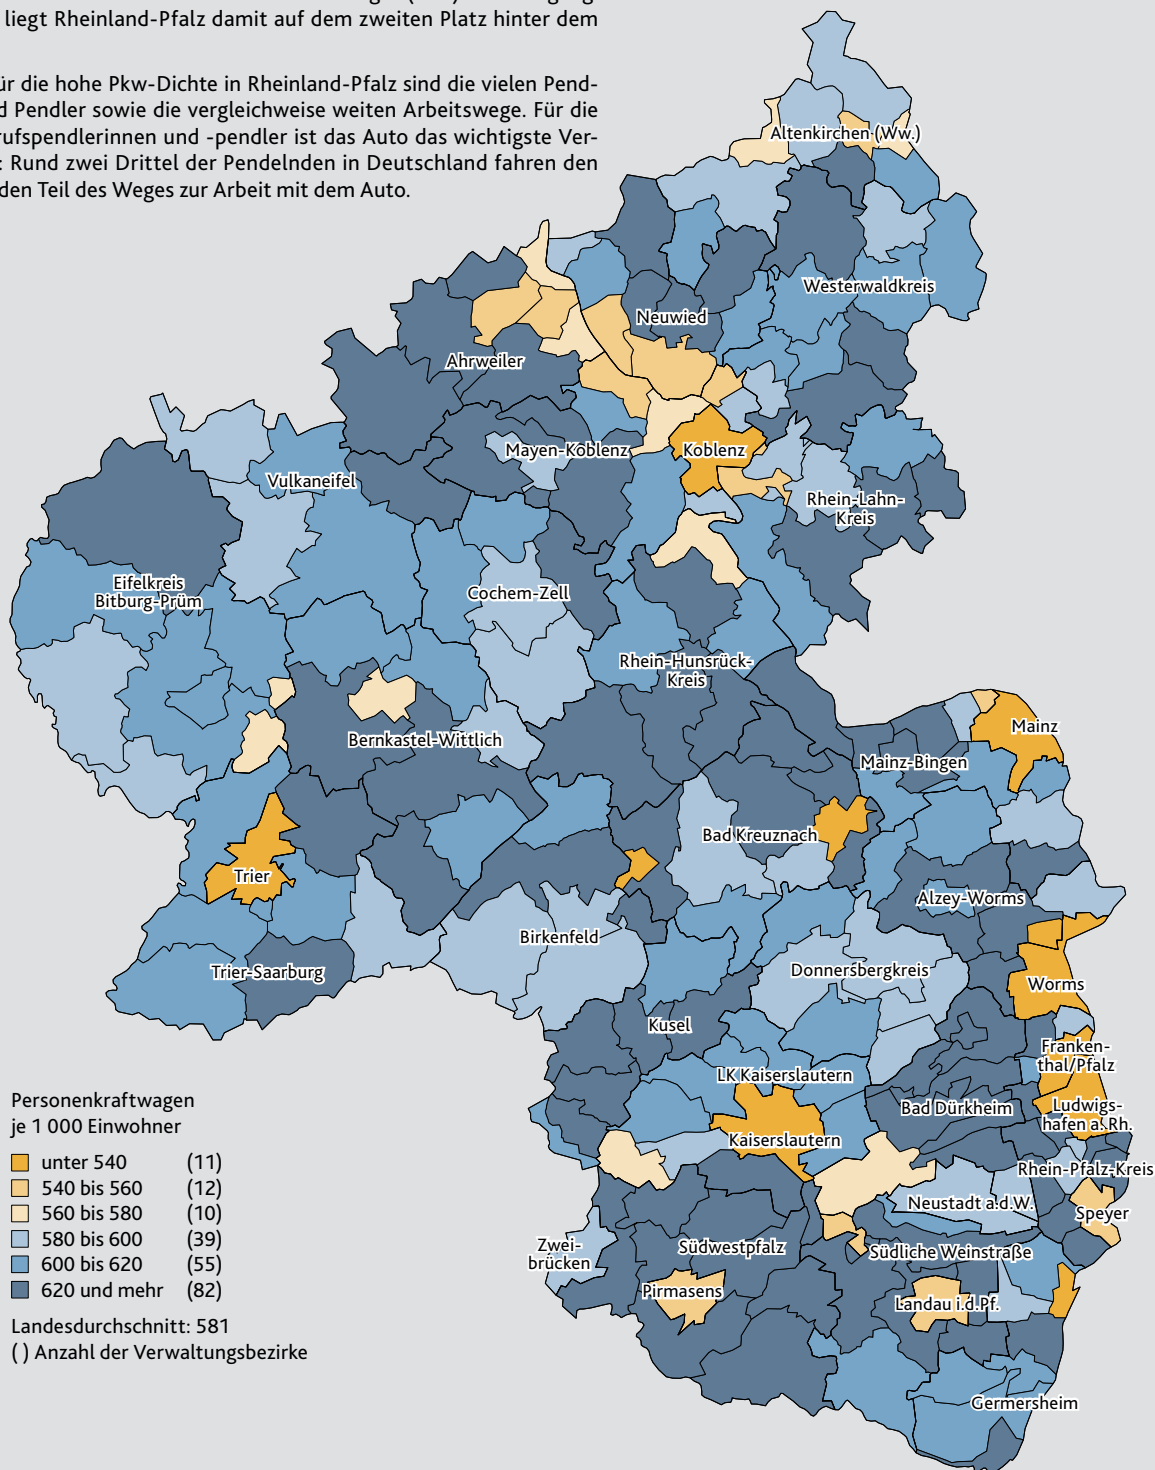 liegt Rheinland-Pfalz damit auf dem zweiten Platz hinter dem
ür die hohe Pkw-Dichte in Rheinland-Pfalz sind die vielen Pend-
d Pendler sowie die vergleichweise weiten Arbeitswege. Für die
rufspendlerinnen und -pendler ist das Auto das wichtigste Ver-
: Rund zwei Drittel der Pendelnden in Deutschland fahren den
den Teil des Weges zur Arbeit mit dem Auto.
Altenkirchen (Ww.)
Westerwaldkreis
Neuwied
Ahrweiler
Mayen-Koblenz
Koblenz
Vulkaneifel
Rhein-Lahn-
Kreis
Eifelkreis
Bitburg-Prüm
Cochem-Zell
Rhein-Hunsrück-
Kreis
Mainz
Bernkastel-Wittlich
Mainz-Bingen
Bad Kreuznach
Trier
Alzey-Worms
Birkenfeld
Donnersbergkreis
Trier-Saarburg
Worms
Kusel
Franken-
thal/Pfalz
LK Kaiserslautern
Bad Dürkheim
Ludwigs-
hafen a.Rh.
Kaiserslautern
Rhein-Pfalz-Kreis
Neustadt a.d.W.
Speyer
Zwei-
brücken
Südwestpfalz
Südliche Weinstraße
Pirmasens
Landau i.d.Pf.
Germersheim
Personenkraftwagen
je 1 000 Einwohner
unter 540 (11)
540 bis 560 (12)
560 bis 580 (10)
580 bis 600 (39)
600 bis 620 (55)
620 und mehr (82)
Landesdurchschnitt: 581
( ) Anzahl der Verwaltungsbezirke